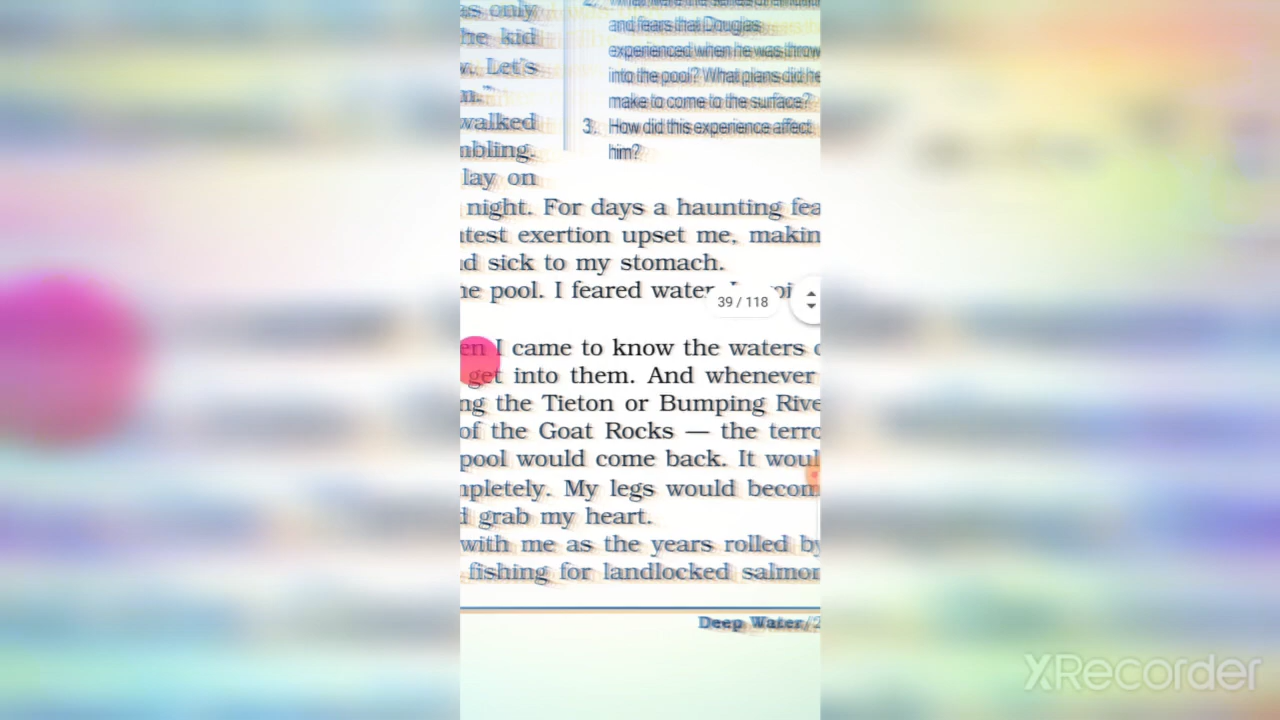 as only
he kid
w. Let's
n."
walked
mbling.
lay on
and fears that Douglas
experienced when he was throw
into the pool? What plans did he
make to come to the surface?
3. How did this experience affect
him?
night. For days a haunting fea
htest exertion upset me, makin
nd sick to my stomach.
he pool. I feared water.
39 / 118
en I came to know the waters o
get into them. And whenever
ng the Tieton or Bumping Rive
of the Goat Rocks — the terro
pool would come back. It woul
mpletely. My legs would becom
d grab my heart.
with me as the years rolled by
fishing for landlocked salmon
Deep Water/2
XRecorder